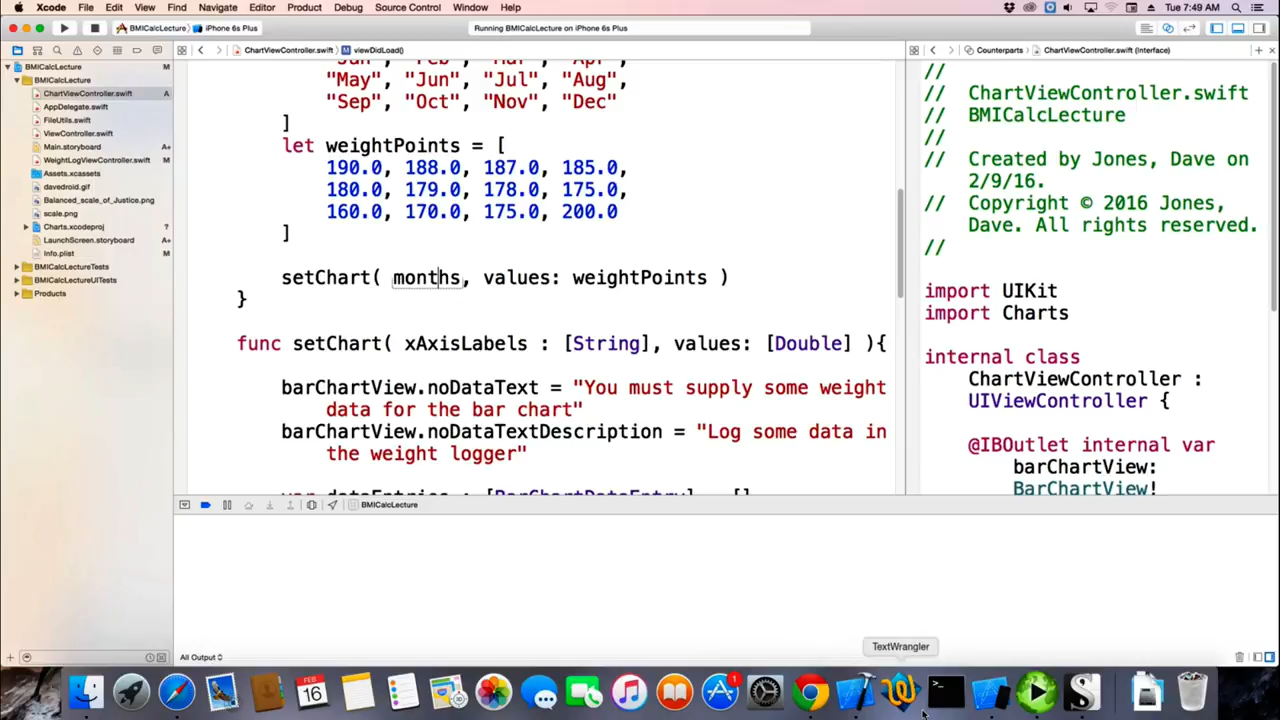 Xcode File Edit View Find Navigate Editor Product Debug Source Control Window Help
Tue 7:49 AM
BMICalcLecture iPhone 6s Plus
Running BMICalcLecture on iPhone 6s Plus
ChartViewController.swift viewDidLoad()
Counterparts ChartViewController.swift (Interface)
BMICalcLecture M
BMICalcLecture
ChartViewController.swift A
AppDelegate.swift
FileUtils.swift
ViewController.swift
Main.storyboard A+
WeightLogViewController.swift M
Assets.xcassets
davedroid.gif
Balanced_scale_of_Justice.png
scale.png
Charts.xcodeproj ?
LaunchScreen.storyboard A+
Info.plist M
BMICalcLectureTests
BMICalcLectureUITests
Products
"May", "Jun", "Jul", "Aug",
"Sep", "Oct", "Nov", "Dec"
]
let weightPoints = [
190.0, 188.0, 187.0, 185.0,
180.0, 179.0, 178.0, 175.0,
160.0, 170.0, 175.0, 200.0
]
setChart( months, values: weightPoints )
}
func setChart( xAxisLabels : [String], values: [Double] ){
barChartView.noDataText = "You must supply some weight
data for the bar chart"
barChartView.noDataTextDescription = "Log some data in
the weight logger"
var dataEntries : [BarChartDataEntry] = []
//
// ChartViewController.swift
// BMICalcLecture
//
// Created by Jones, Dave on
2/9/16.
// Copyright © 2016 Jones,
Dave. All rights reserved.
//
import UIKit
import Charts
internal class
ChartViewController :
UIViewController {
@IBOutlet internal var
barChartView:
BarChartView!
BMICalcLecture
All Output
TextWrangler
FEB
16
1
>_